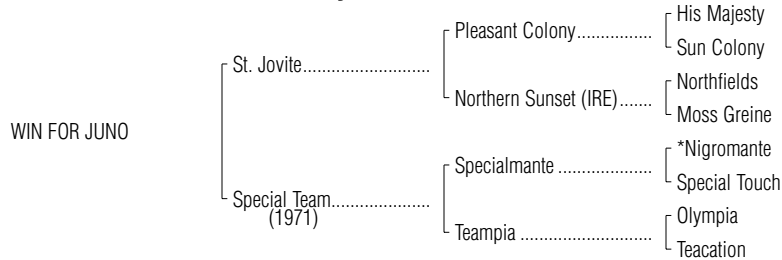 His Majesty
Pleasant Colony................
Sun Colony
St. Jovite...........................
Northfields
Northern Sunset (IRE).......
Moss Greine
WIN FOR JUNO
*Nigromante
Specialmante ....................
Special Touch
Special Team.....................
(1971)
Olympia
Teampia ............................
Teacation